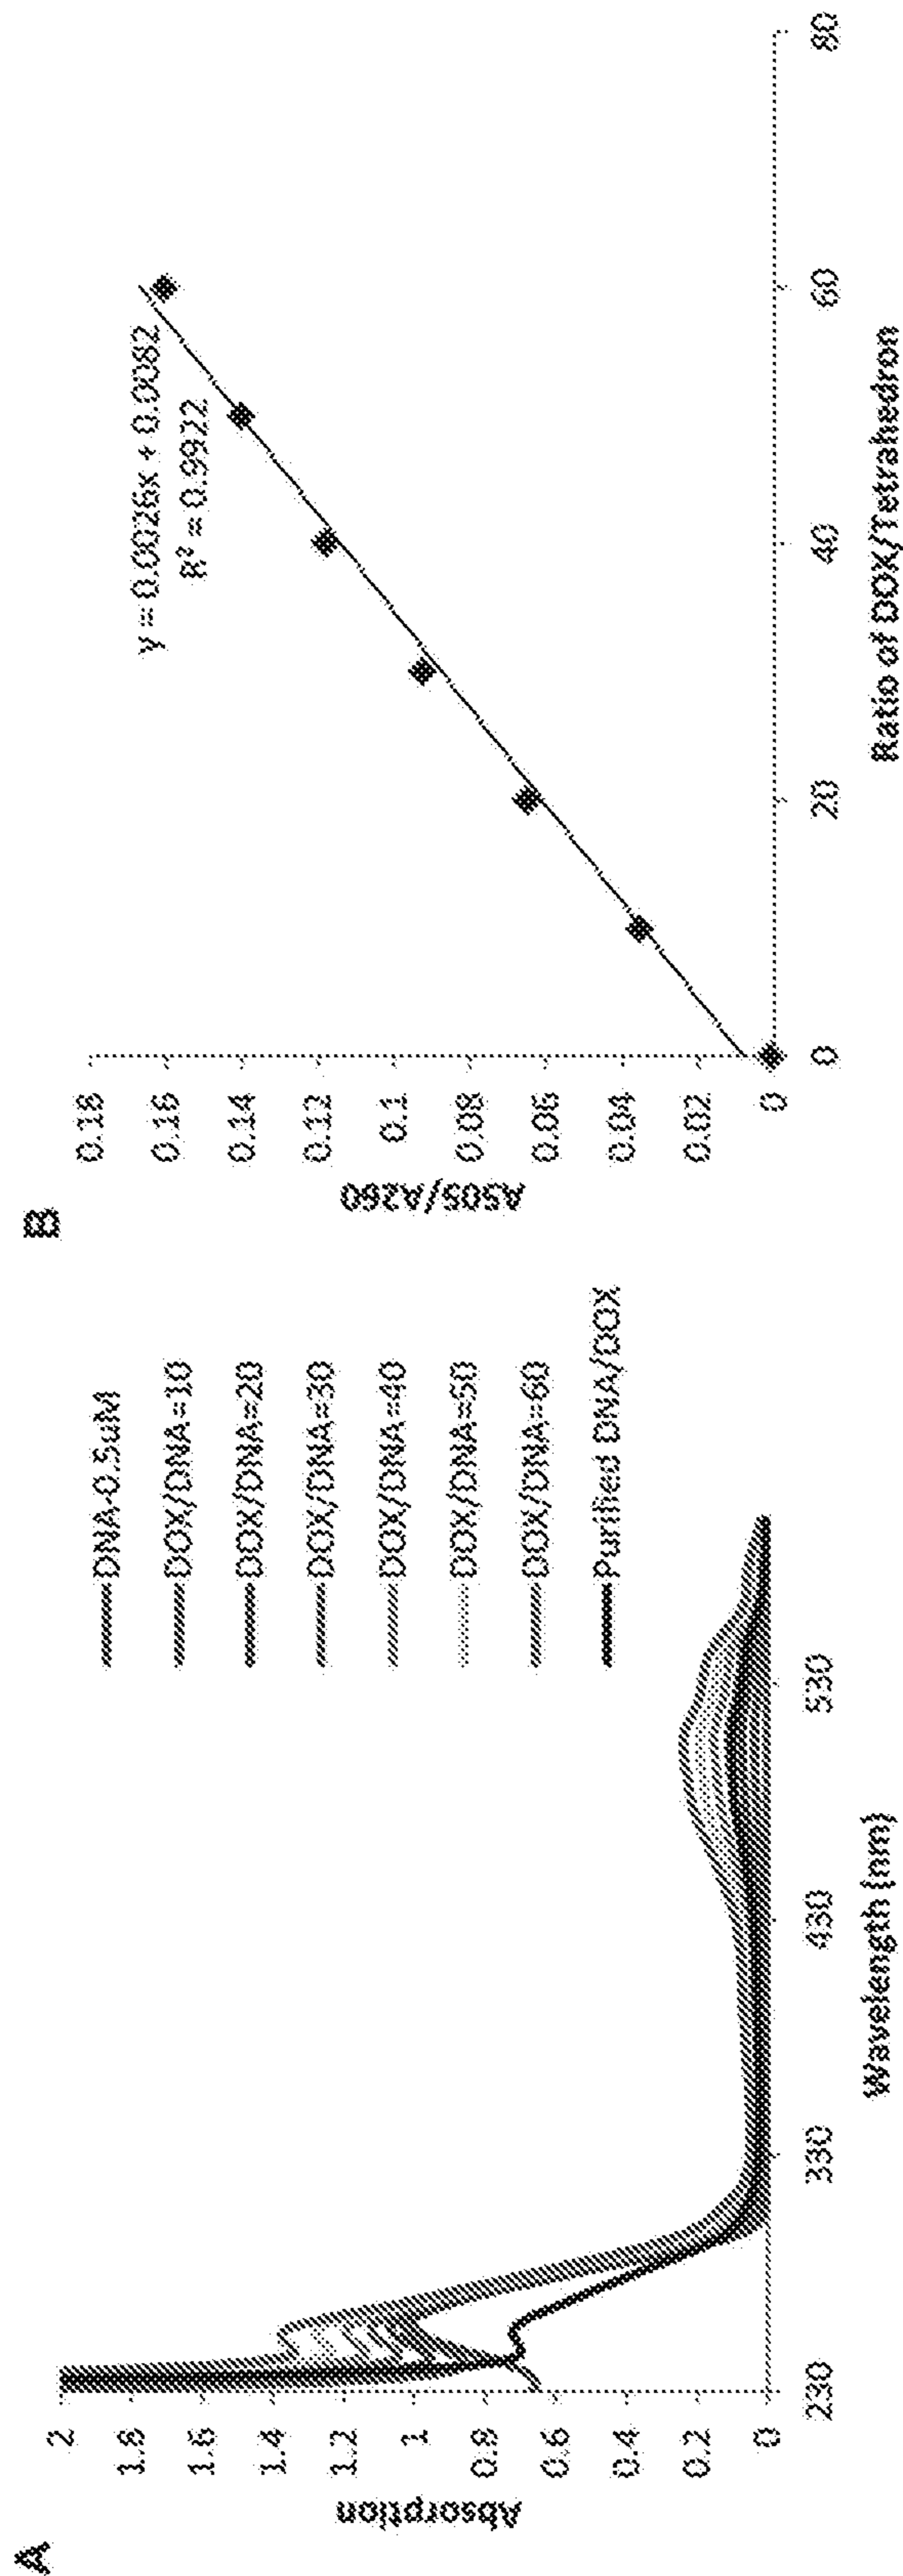 A
Absorption
2
1.8
1.6
1.4
1.2
1
0.8
0.6
0.4
0.2
0
230
330
430
530
Wavelength (nm)
DNA-0.5uM
DOX/DNA=10
DOX/DNA=20
DOX/DNA=30
DOX/DNA=40
DOX/DNA=50
DOX/DNA=60
Purified DNA/DOX
B
A505/A260
0.18
0.16
0.14
0.12
0.1
0.08
0.06
0.04
0.02
0
0
20
40
60
80
Ratio of DOX/Tetrahedron
y = 0.0026x + 0.0082
R² = 0.9922